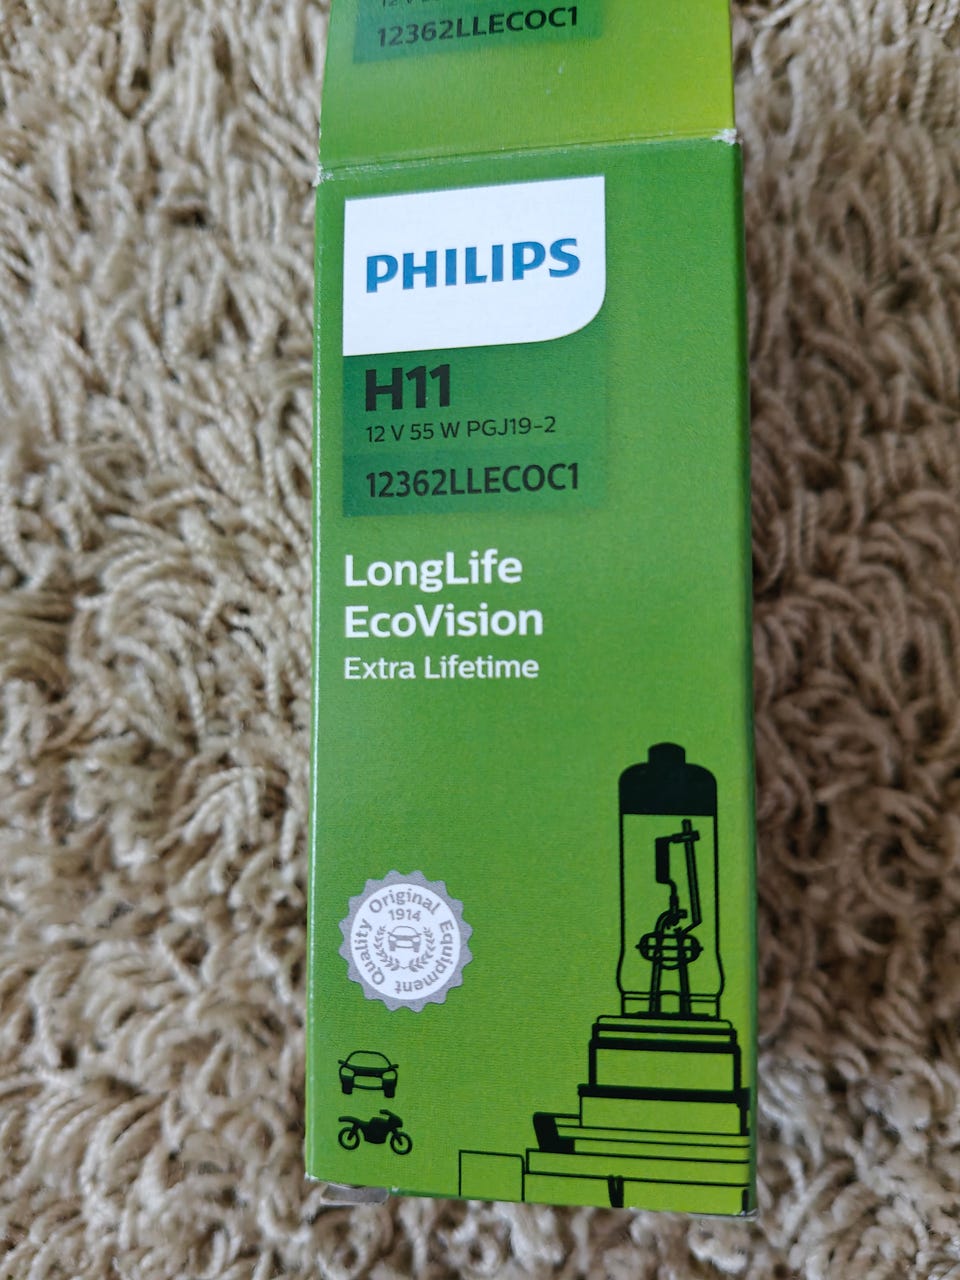 12362LLECOC1
PHILIPS
H11
12 V 55 W PGJ19-2
12362LLECOC1
LongLife
EcoVision
Extra Lifetime
Quality Original Equipment
1914